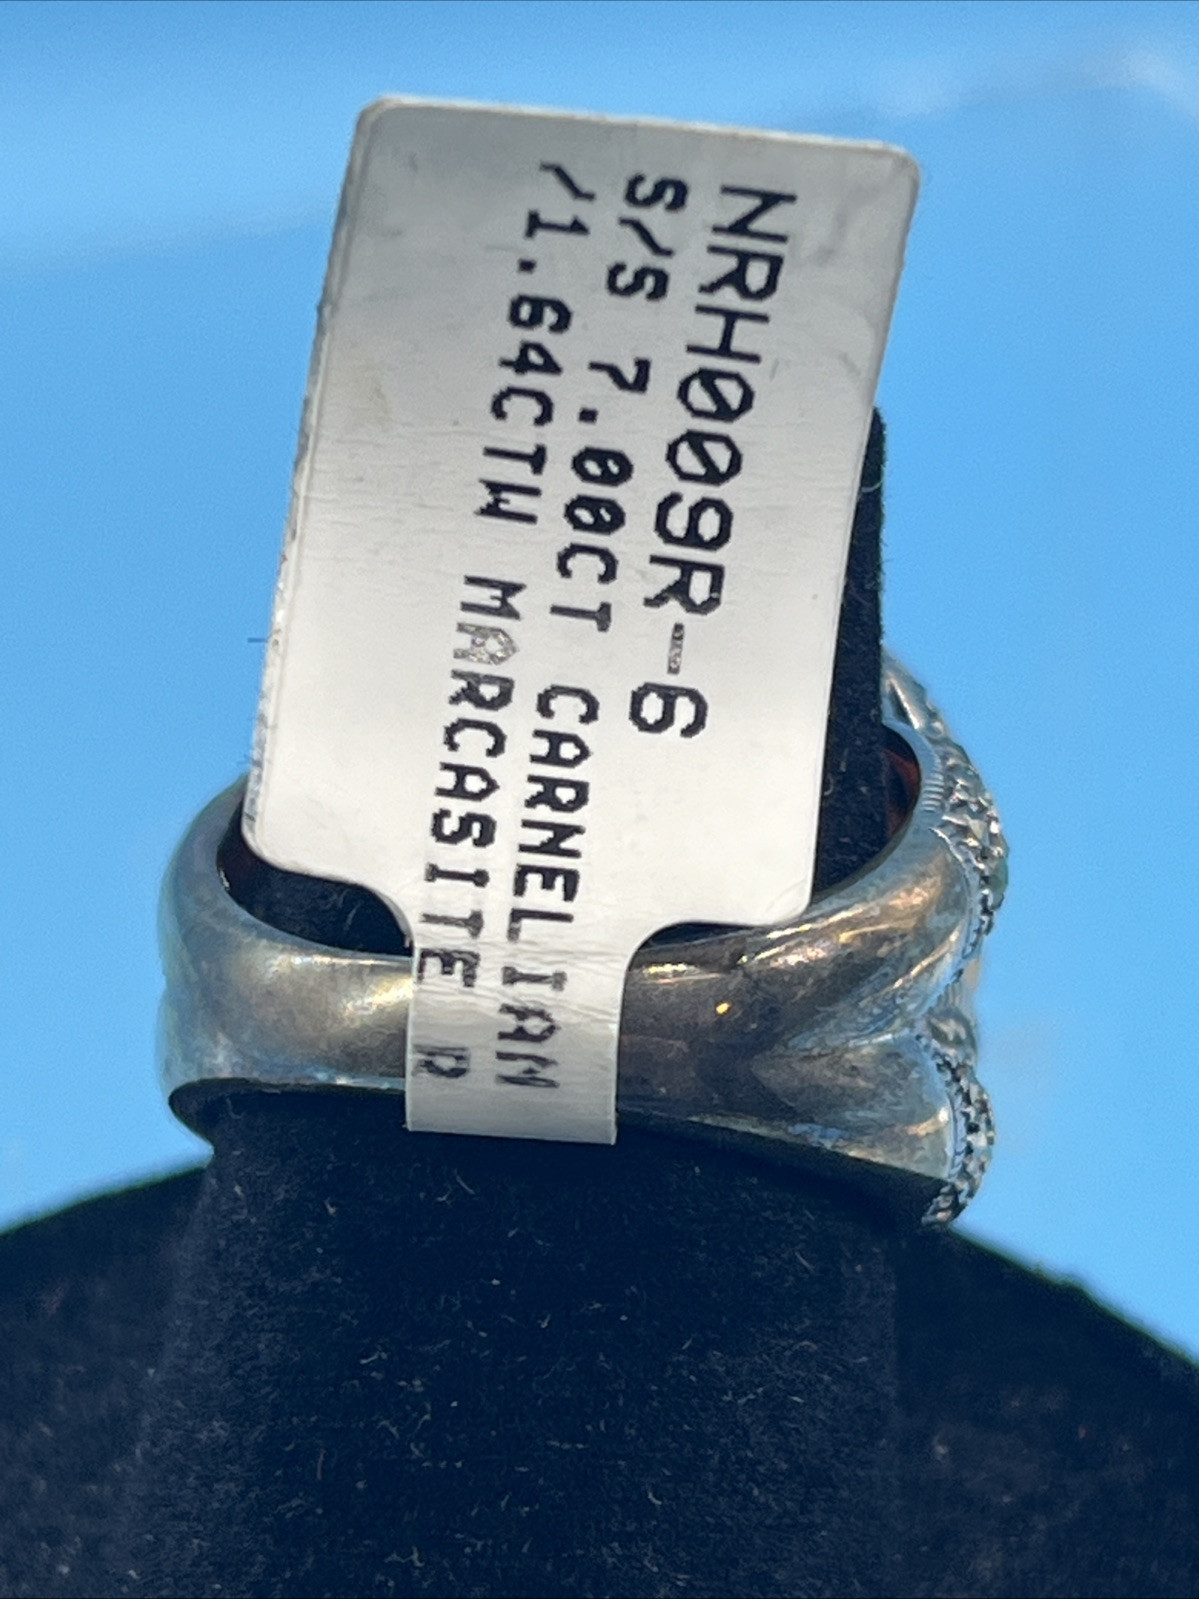 NRH009R-6
S/S 7.00CT CARNELIAN
/1.64CTW MARCASITE R